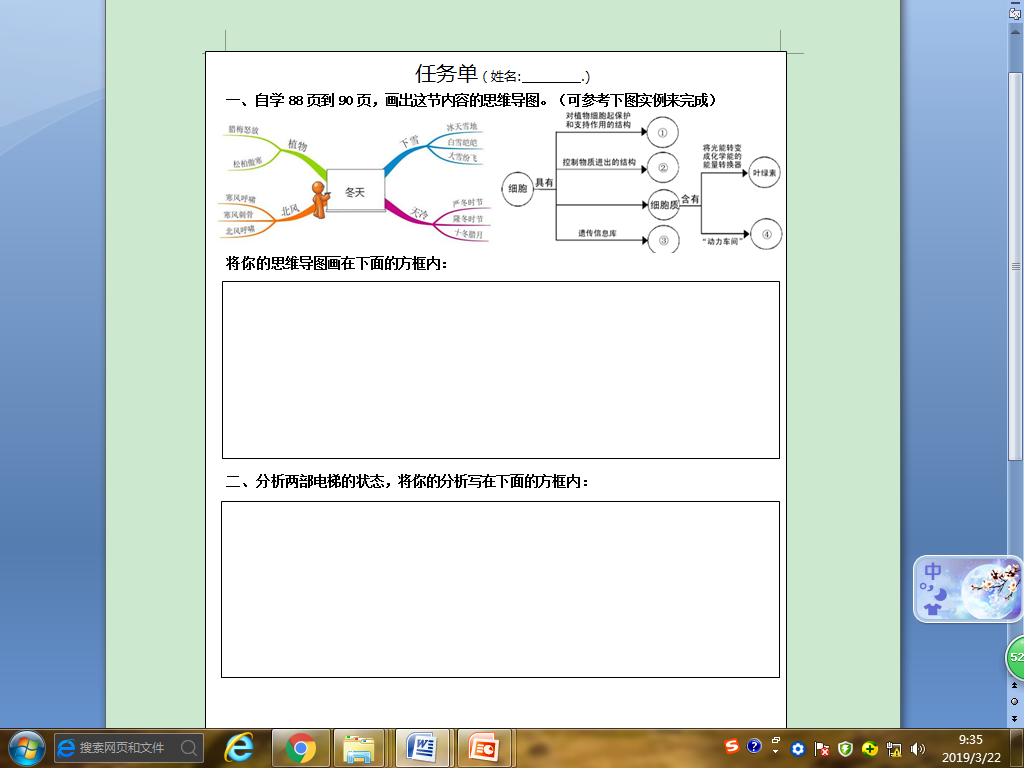 任务单 ( 姓名:________.)
一、自学 88 页到 90 页，画出这节内容的思维导图。（可参考下图实例来完成）
腊梅怒放
松柏傲寒
植物
寒风呼啸
寒风刺骨
北风呼啸
北风
冬天
下雪
冰天雪地
白雪皑皑
大雪纷飞
天冷
严冬时节
隆冬时节
十冬腊月
细胞
具有
对植物细胞起保护
和支持作用的结构
①
控制物质进出的结构
②
细胞质
遗传信息库
③
含有
将光能转变
成化学能的
能量转换器
叶绿素
“动力车间”
④
将你的思维导图画在下面的方框内：
二、分析两部电梯的状态，将你的分析写在下面的方框内：
中
52
搜索网页和文件
9:35
2019/3/22